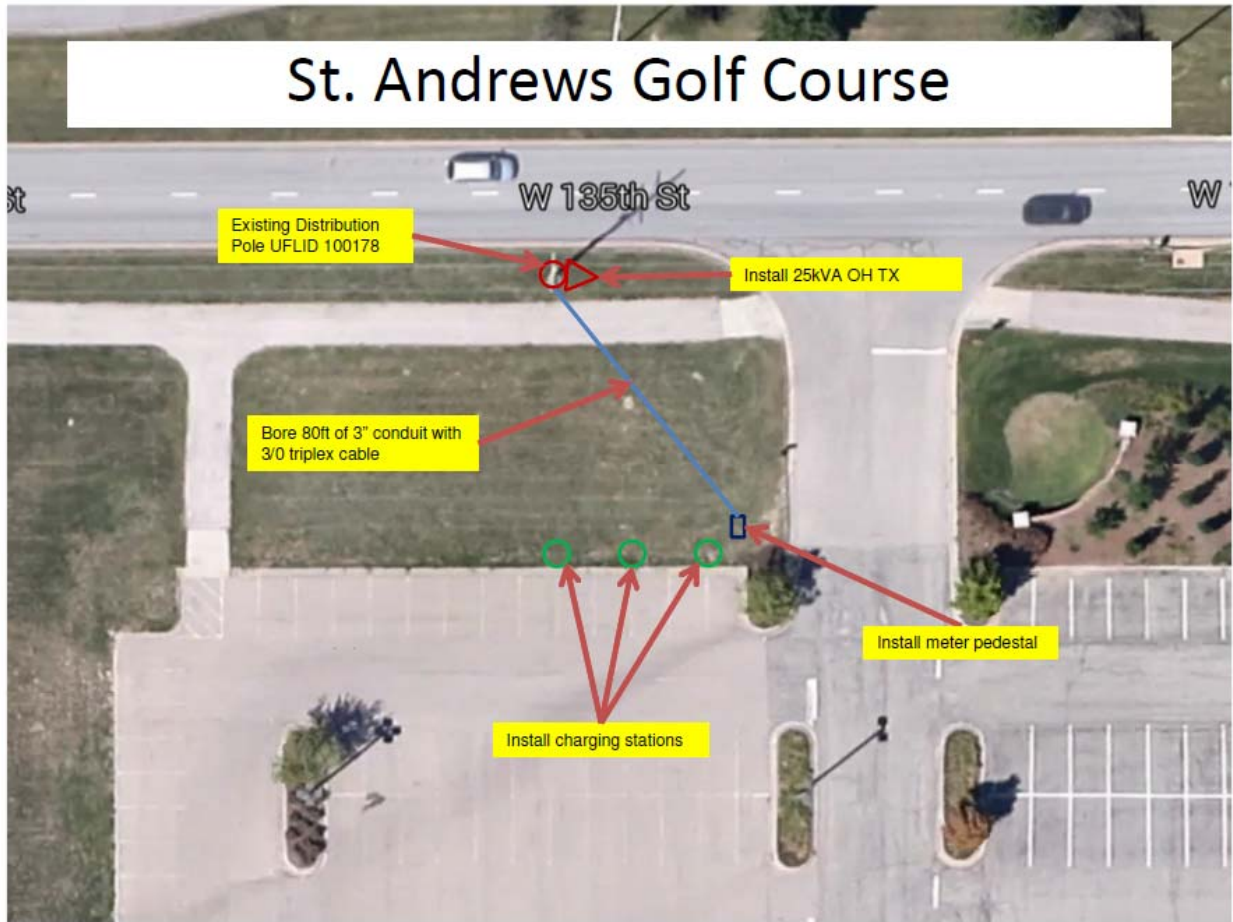 St. Andrews Golf Course
St
W 135th St
W
Existing Distribution
Pole UFLID 100178
Install 25kVA OH TX
Bore 80ft of 3” conduit with
3/0 triplex cable
Install meter pedestal
Install charging stations